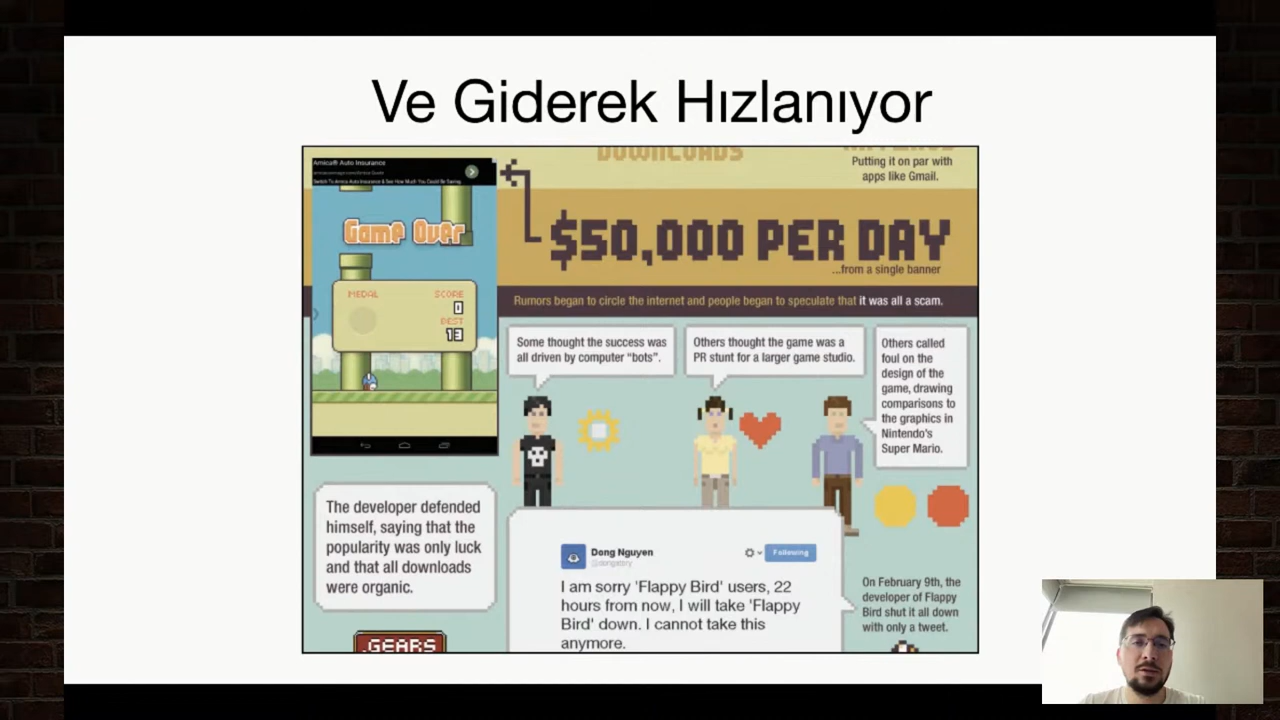 Ve Giderek Hızlanıyor
DOWNLOADS
Putting it on par with
apps like Gmail.
Amica® Auto Insurance
Game Over
MEDAL
SCORE
0
BEST
13
$50,000 PER DAY
...from a single banner
Rumors began to circle the internet and people began to speculate that it was all a scam.
Some thought the success was
all driven by computer “bots”.
Others thought the game was a
PR stunt for a larger game studio.
Others called
foul on the
design of the
game, drawing
comparisons to
the graphics in
Nintendo's
Super Mario.
The developer defended
himself, saying that the
popularity was only luck
and that all downloads
were organic.
GEARS
Dong Nguyen
@dongatory
Following
I am sorry 'Flappy Bird' users, 22
hours from now, I will take 'Flappy
Bird' down. I cannot take this
anymore.
On February 9th, the
developer of Flappy
Bird shut it all down
with only a tweet.